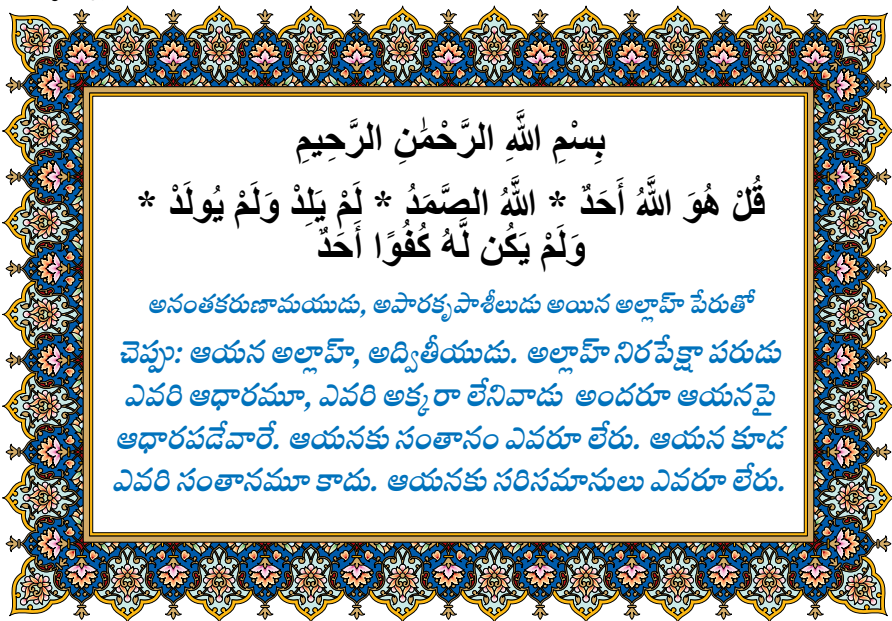 بِسْمِ اللَّهِ الرَّحْمَٰنِ الرَّحِيمِ
قُلْ هُوَ اللَّهُ أَحَدٌ * اللَّهُ الصَّمَدُ * لَمْ يَلِدْ وَلَمْ يُولَدْ *
وَلَمْ يَكُن لَّهُ كُفُوًا أَحَدٌ
అనంతకరుణామయుడు, అపారకృపాశీలుడు అయిన అల్లాహ్ పేరుతో
చెప్పు: ఆయన అల్లాహ్, అద్వితీయుడు. అల్లాహ్ నిరపేక్షా పరుడు
ఎవరి ఆధారమూ, ఎవరి అక్కరా లేనివాడు అందరూ ఆయనపై
ఆధారపడేవారే. ఆయనకు సంతానం ఎవరూ లేరు. ఆయన కూడ
ఎవరి సంతానమూ కాదు. ఆయనకు సరిసమానులు ఎవరూ లేరు.